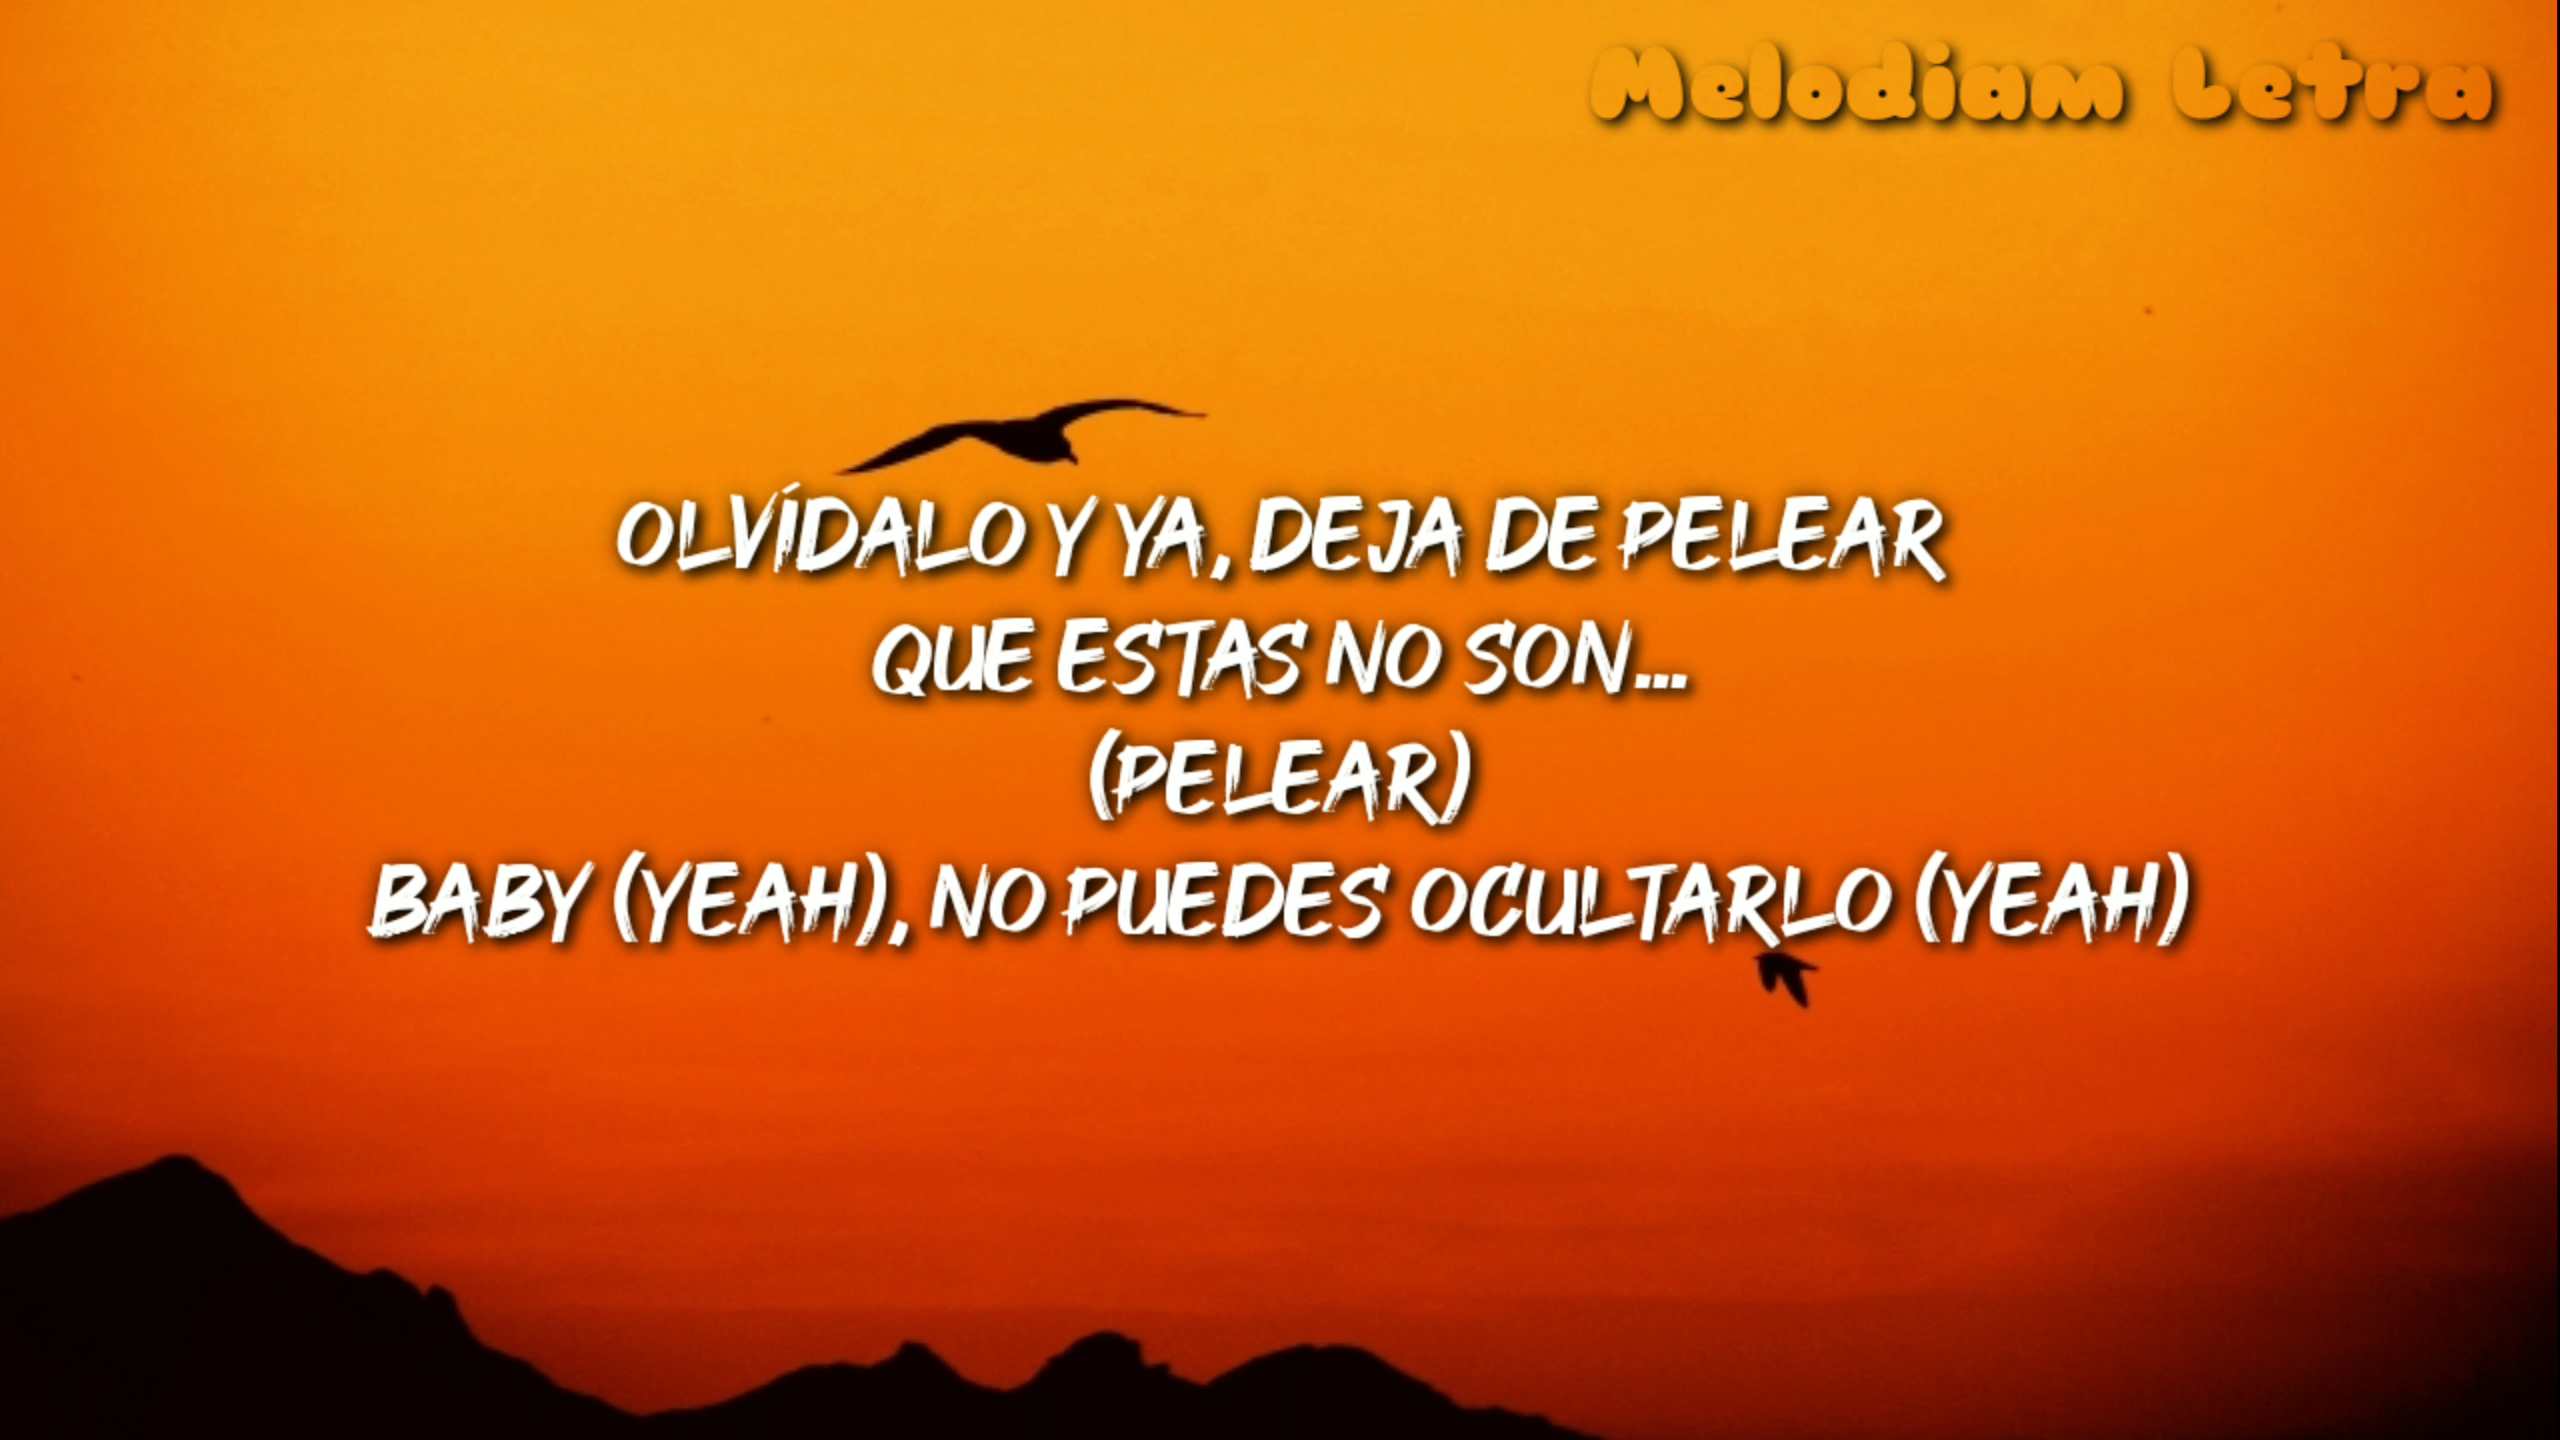 Melodiam Letra
OLVÍDALO Y YA, DEJA DE PELEAR
QUE ESTAS NO SON...
(PELEAR)
BABY (YEAH), NO PUEDES OCULTARLO (YEAH)